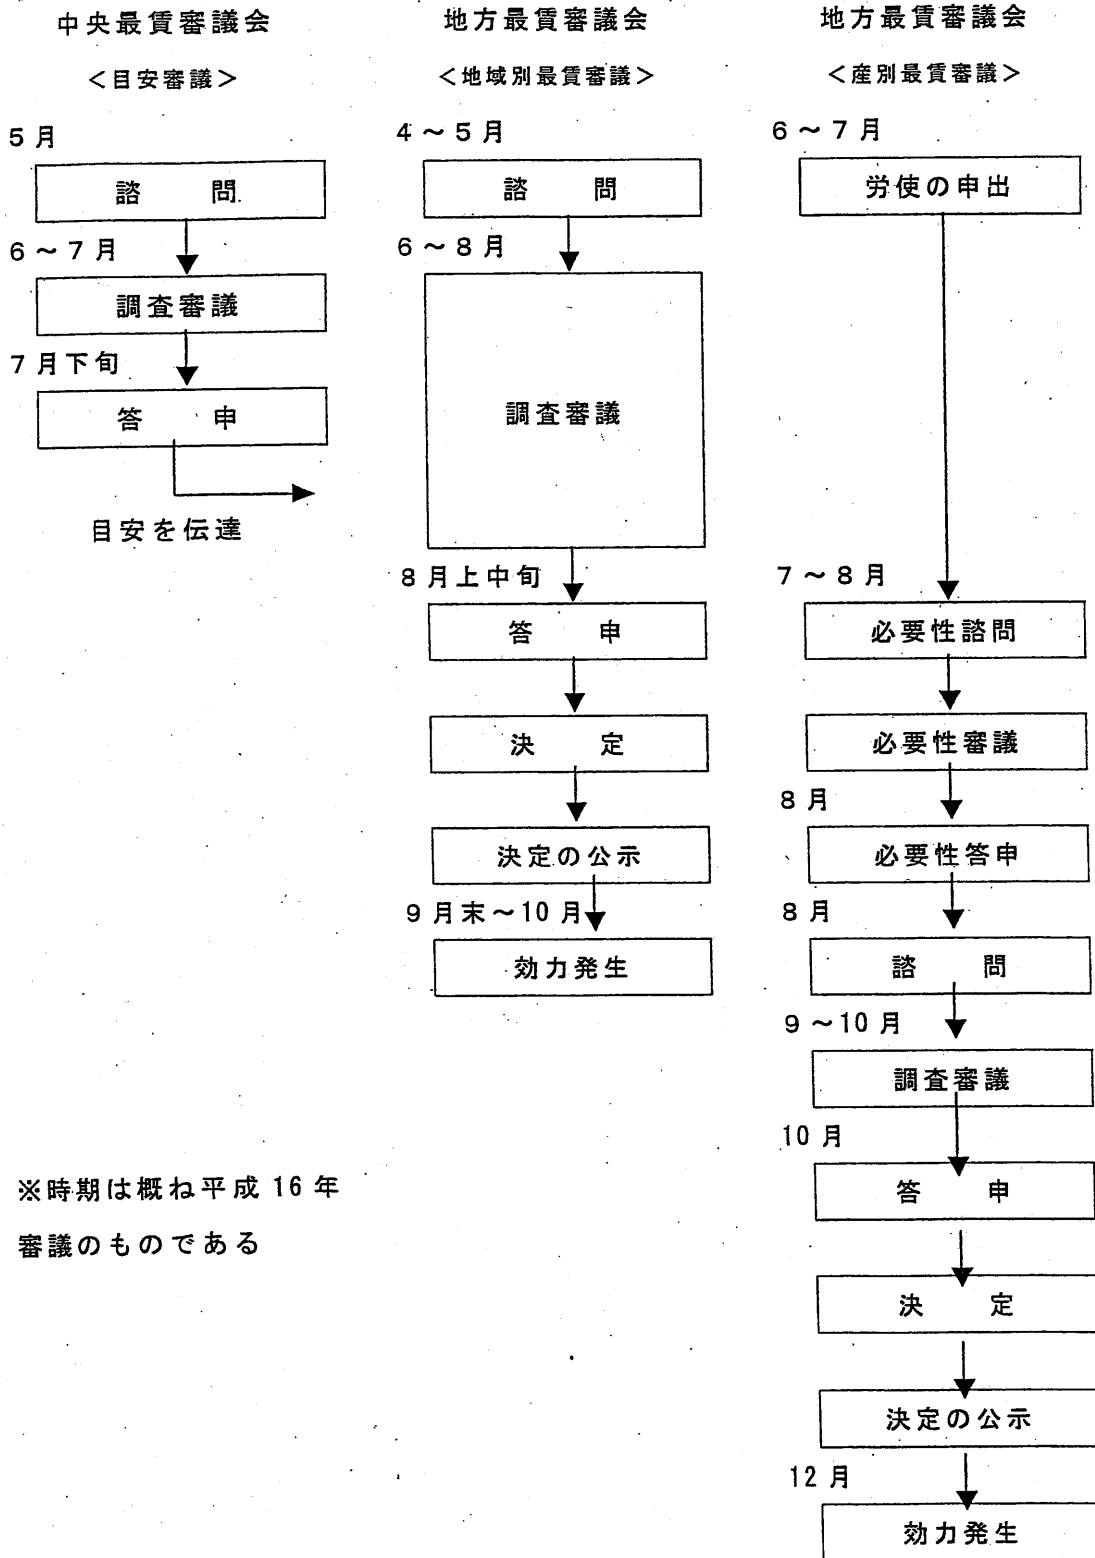 中央最賃審議会
＜目安審議＞
5月
諮　　問
6～7月
調査審議
7月下旬
答　　申
目安を伝達
※時期は概ね平成16年
審議のものである
地方最賃審議会
＜地域別最賃審議＞
4～5月
諮　　問
6～8月
調査審議
8月上中旬
答　　申
決　　定
決定の公示
9月末～10月
効力発生
地方最賃審議会
＜産別最賃審議＞
6～7月
労使の申出
7～8月
必要性諮問
必要性審議
8月
必要性答申
8月
諮　　問
9～10月
調査審議
10月
答　　申
決　　定
決定の公示
12月
効力発生